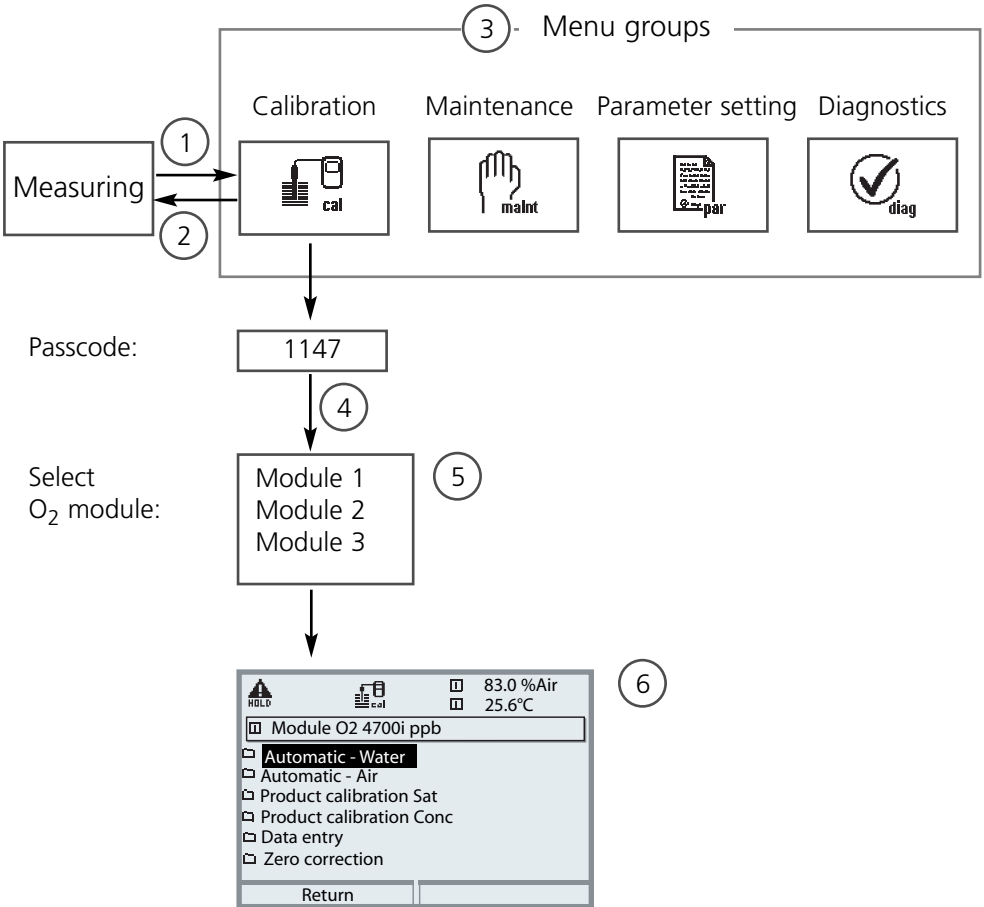 3 Menu groups
Calibration Maintenance Parameter setting Diagnostics
1
Measuring
cal maint par diag
2
Passcode: 1147
4
Select
O2 module:
Module 1
Module 2
Module 3
5
6
HOLD cal 83.0 %Air
25.6°C
Module O2 4700i ppb
Automatic - Water
Automatic - Air
Product calibration Sat
Product calibration Conc
Data entry
Zero correction
Return